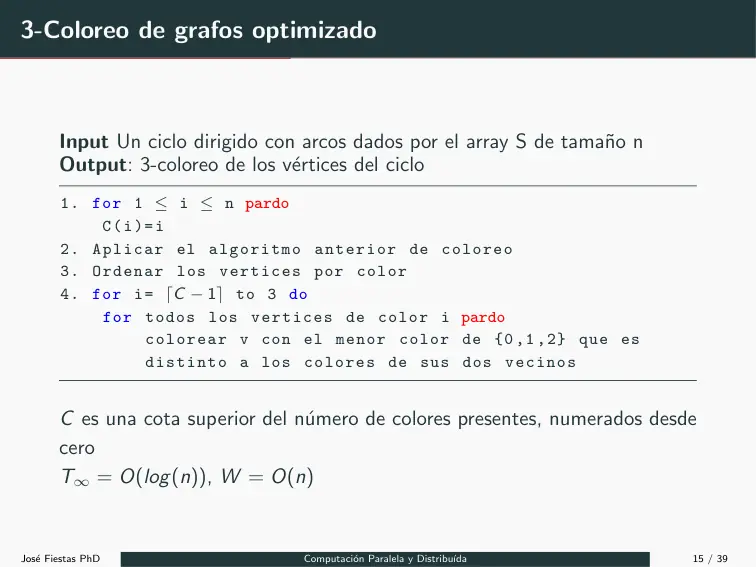 3-Coloreo de grafos optimizado
Input Un ciclo dirigido con arcos dados por el array S de tamaño n
Output: 3-coloreo de los vértices del ciclo
1. for 1 ≤ i ≤ n pardo
C(i)=i
2. Aplicar el algoritmo anterior de coloreo
3. Ordenar los vertices por color
4. for i= ⌈C − 1⌉ to 3 do
for todos los vertices de color i pardo
colorear v con el menor color de {0,1,2} que es
distinto a los colores de sus dos vecinos
C es una cota superior del número de colores presentes, numerados desde
cero
T∞ = O(log(n)), W = O(n)
José Fiestas PhD
Computación Paralela y Distribuída
15 / 39